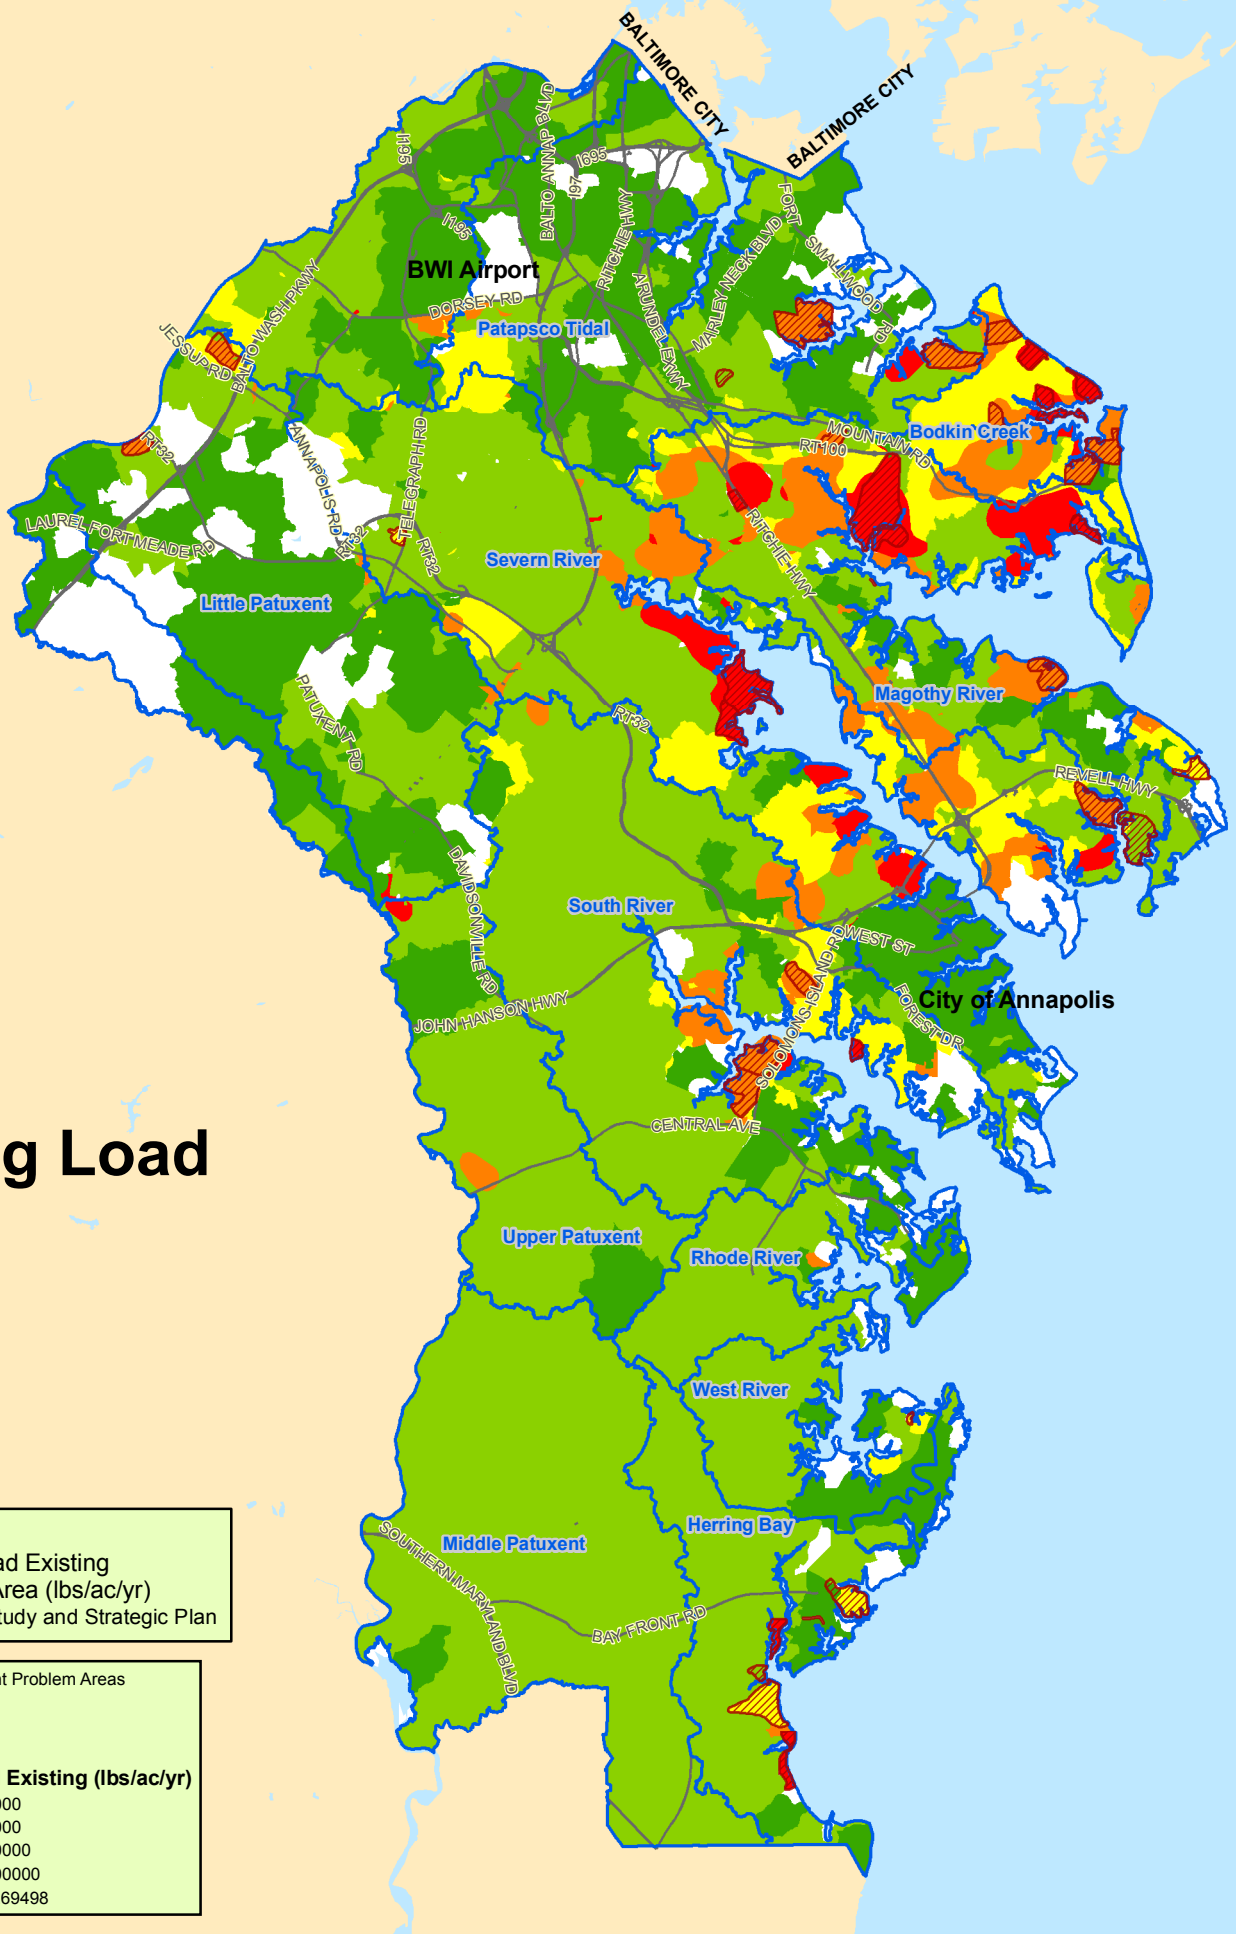 BALTIMORE CITY
BALTIMORE CITY
BALTO ANNAP BLVD
I195
I695
I97
RITCHIE HWY
FORT SMALLWOOD RD
I195
MARLEY NECK BLVD
BWI Airport
DORSEY RD
ARUNDEL EXWY
Patapsco Tidal
BALTO WASH PKWY
JESSUP RD
RT32
ANNAPOLIS RD
TELEGRAPH RD
MOUNTAIN RD
Bodkin Creek
RT100
LAUREL FORT MEADE RD
RT32
RITCHIE HWY
Severn River
Little Patuxent
PATUXENT RD
RT32
Magothy River
REVELL HWY
DAVIDSONVILLE RD
South River
WEST ST
SOLOMONS ISLAND RD
City of Annapolis
FOREST DR
JOHN HANSON HWY
CENTRAL AVE
g Load
Upper Patuxent
Rhode River
West River
Herring Bay
Middle Patuxent
SOUTHERN MARYLAND BLVD
BAY FRONT RD
ad Existing
Area (lbs/ac/yr)
tudy and Strategic Plan
nt Problem Areas
Existing (lbs/ac/yr)
000
000
0000
00000
69498